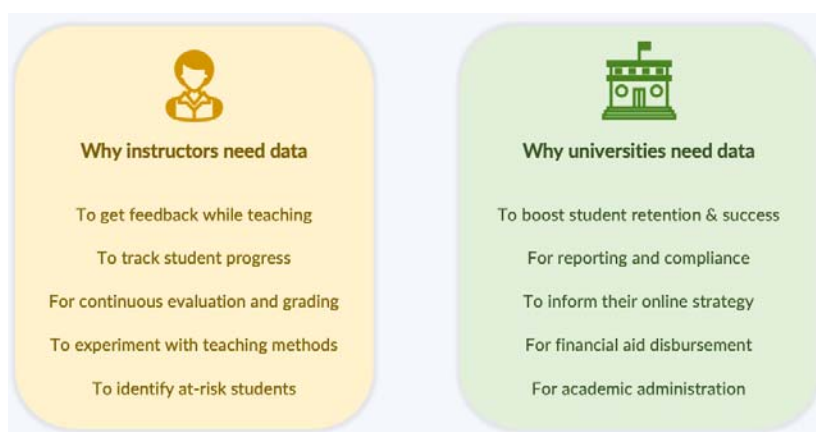 Why instructors need data
To get feedback while teaching
To track student progress
For continuous evaluation and grading
To experiment with teaching methods
To identify at-risk students
Why universities need data
To boost student retention & success
For reporting and compliance
To inform their online strategy
For financial aid disbursement
For academic administration